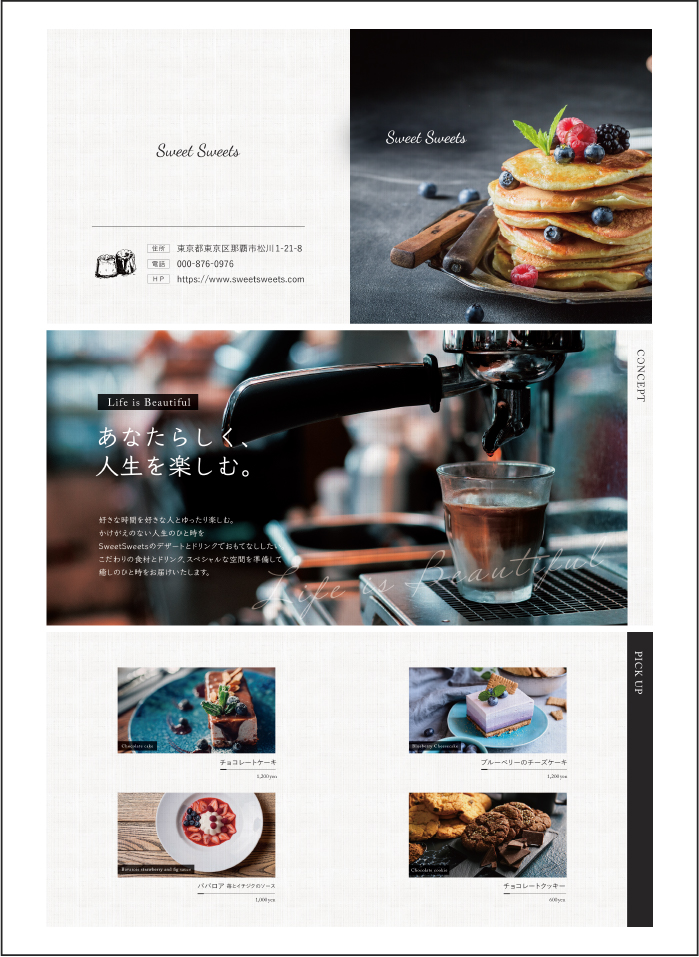 Sweet Sweets
住所 東京都東京区那覇市松川1-21-8
電話 000-876-0976
HP https://www.sweetsweets.com
Sweet Sweets
CONCEPT
Life is Beautiful
あなたらしく、
人生を楽しむ。
好きな時間を好きな人とゆったり楽しむ。
かけがえのない人生のひと時を
SweetSweetsのデザートとドリンクでおもてなししたい
こだわりの食材とドリンク、スペシャルな空間を準備して
癒しのひと時をお届けいたします。
Life is Beautiful
PICK UP
Chocolate cake
チョコレートケーキ
1,200yen
Blueberry Cheesecake
ブルーベリーのチーズケーキ
1,200yen
strawberry and fig sauce
ババロア 苺とイチジクのソース
1,000yen
Chocolate cookie
チョコレートクッキー
600yen